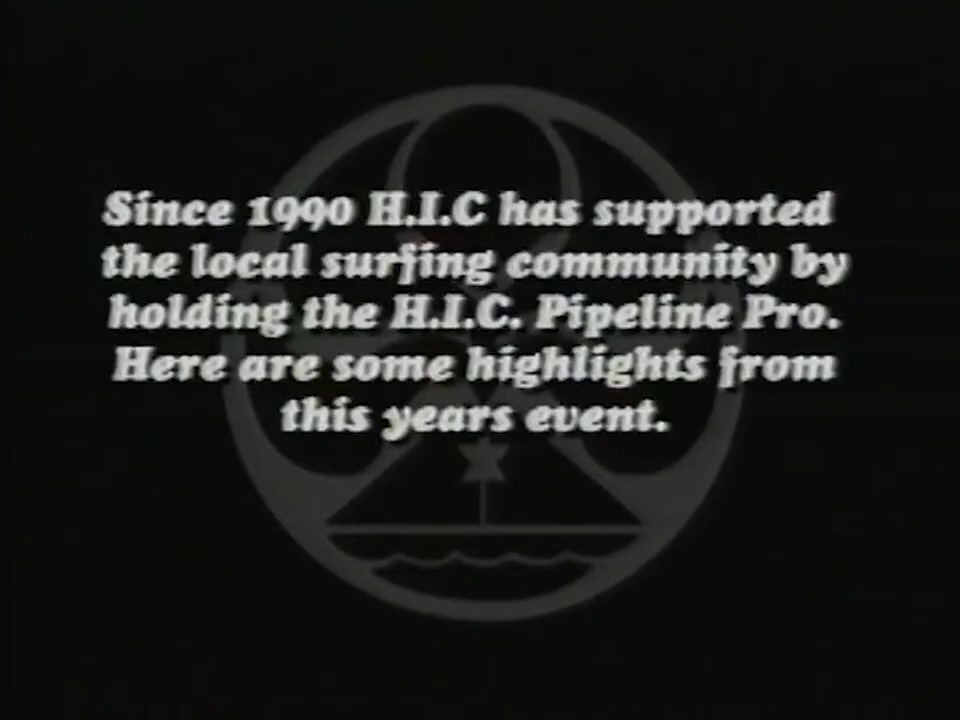 Since 1990 H.I.C has supported
the local surfing community by
holding the H.I.C. Pipeline Pro.
Here are some highlights from
this years event.